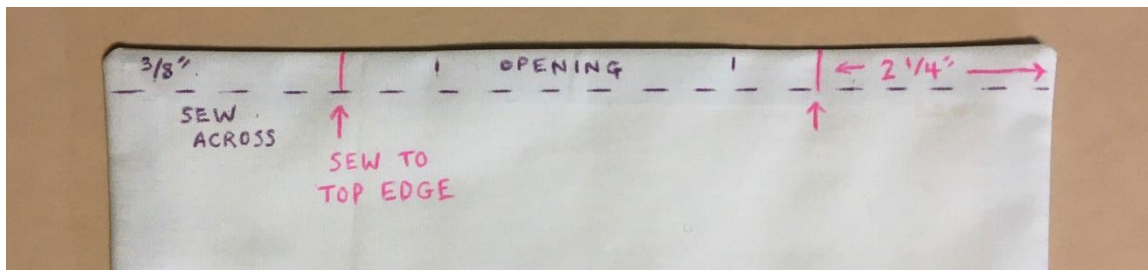 3/8" OPENING 2 1/4"
SEW
ACROSS
SEW TO
TOP EDGE